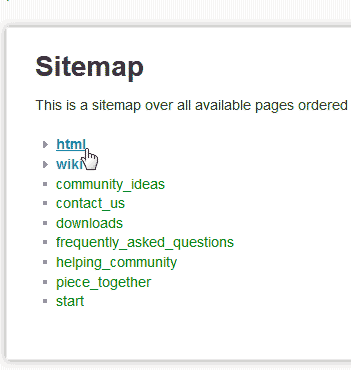 Sitemap
This is a sitemap over all available pages ordered
html
wiki
community_ideas
contact_us
downloads
frequently_asked_questions
helping_community
piece_together
start